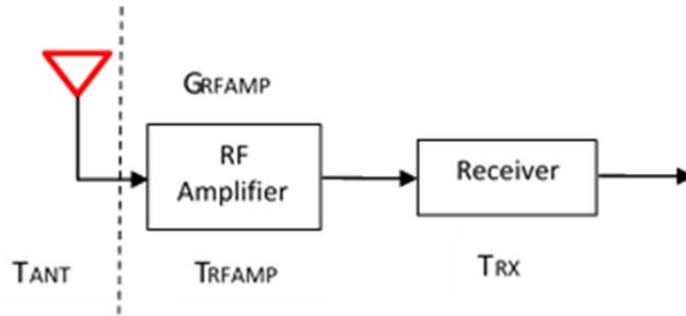 GRFAMP
RF
Amplifier
Receiver
TANT
TRFAMP
TRX